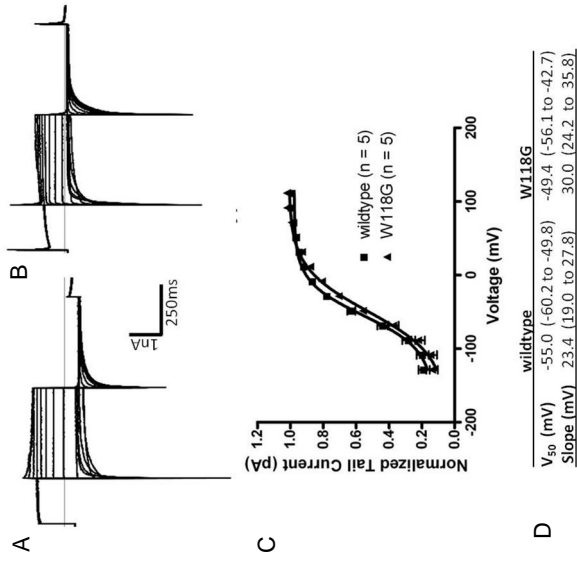 A
B
1nA
250ms
C
Normalized Tail Current (pA)
1.2
1.0
0.8
0.6
0.4
0.2
0.0
-200
-100
0
100
200
Voltage (mV)
wildtype (n = 5)
W118G (n = 5)
D
wildtype W118G
V50 (mV) -55.0 (-60.2 to -49.8) -49.4 (-56.1 to -42.7)
Slope (mV) 23.4 (19.0 to 27.8) 30.0 (24.2 to 35.8)